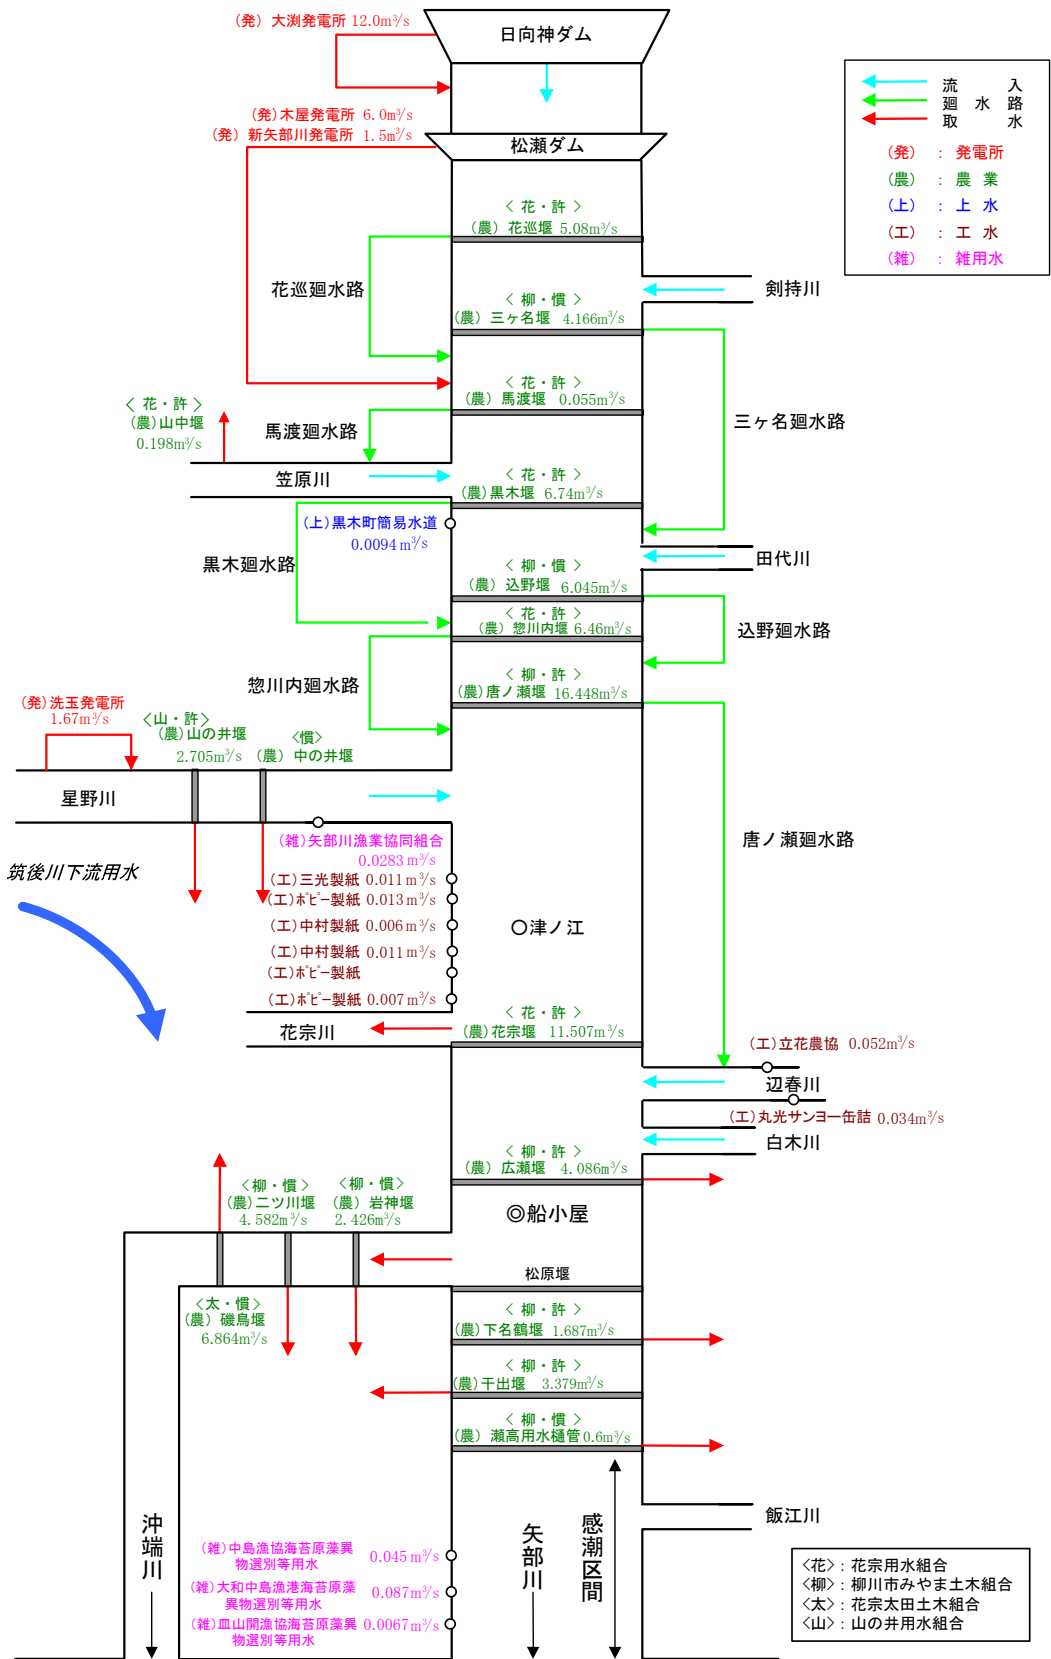 (発) 大渕発電所 12.0m³/s
日向神ダム
流 入
廻 水 路
取 水
(発) : 発電所
(農) : 農 業
(上) : 上 水
(工) : 工 水
(雑) : 雑用水
(発)木屋発電所 6.0m³/s
(発) 新矢部川発電所 1.5m³/s
松瀬ダム
〈 花・許 〉
(農) 花巡堰 5.08m³/s
花巡廻水路
剣持川
〈 柳・慣 〉
(農) 三ヶ名堰 4.166m³/s
〈 花・許 〉
(農) 馬渡堰 0.055m³/s
〈 花・許 〉
(農)山中堰
0.198m³/s
馬渡廻水路
三ヶ名廻水路
笠原川
〈 花・許 〉
(農)黒木堰 6.74m³/s
(上)黒木町簡易水道
0.0094m³/s
黒木廻水路
田代川
〈 柳・慣 〉
(農) 込野堰 6.045m³/s
〈 花・許 〉
(農) 惣川内堰 6.46m³/s
込野廻水路
惣川内廻水路
〈 柳・許 〉
(農)唐ノ瀬堰 16.448m³/s
(発)洗玉発電所
1.67m³/s
〈山・許〉
(農)山の井堰
2.705m³/s
〈慣〉
(農) 中の井堰
星野川
唐ノ瀬廻水路
(雑)矢部川漁業協同組合
0.0283m³/s
筑後川下流用水
(工)三光製紙 0.011m³/s
(工)ﾎﾟﾋﾟｰ製紙 0.013m³/s
(工)中村製紙 0.006m³/s
○津ノ江
(工)中村製紙 0.011m³/s
(工)ﾎﾟﾋﾟｰ製紙
(工)ﾎﾟﾋﾟｰ製紙 0.007m³/s
花宗川
〈 花・許 〉
(農)花宗堰 11.507m³/s
(工)立花農協 0.052m³/s
辺春川
(工)丸光サンヨー缶詰 0.034m³/s
白木川
〈 柳・許 〉
(農) 広瀬堰 4.086m³/s
〈柳・慣〉
(農)二ツ川堰
4.582m³/s
〈柳・慣〉
(農) 岩神堰
2.426m³/s
◎船小屋
松原堰
〈太・慣〉
(農) 磯鳥堰
6.864m³/s
〈 柳・許 〉
(農)下名鶴堰 1.687m³/s
〈 柳・許 〉
(農)干出堰 3.379m³/s
〈 柳・慣 〉
(農) 瀬高用水樋管 0.6m³/s
沖端川
矢部川
感潮区間
飯江川
(雑)中島漁協海苔原藻異
物選別等用水
0.045m³/s
(雑)大和中島漁港海苔原藻
異物選別等用水
0.087m³/s
(雑)皿山開漁協海苔原藻異
物選別等用水
0.0067m³/s
〈花〉: 花宗用水組合
〈柳〉: 柳川市みやま土木組合
〈太〉: 花宗太田土木組合
〈山〉: 山の井用水組合